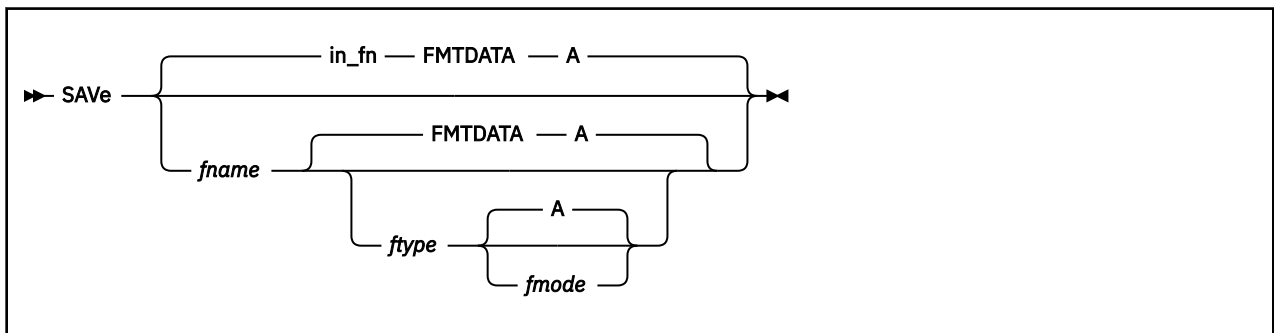 in_fn FMTDATA A
SAVe
FMTDATA A
fname
A
ftype
fmode